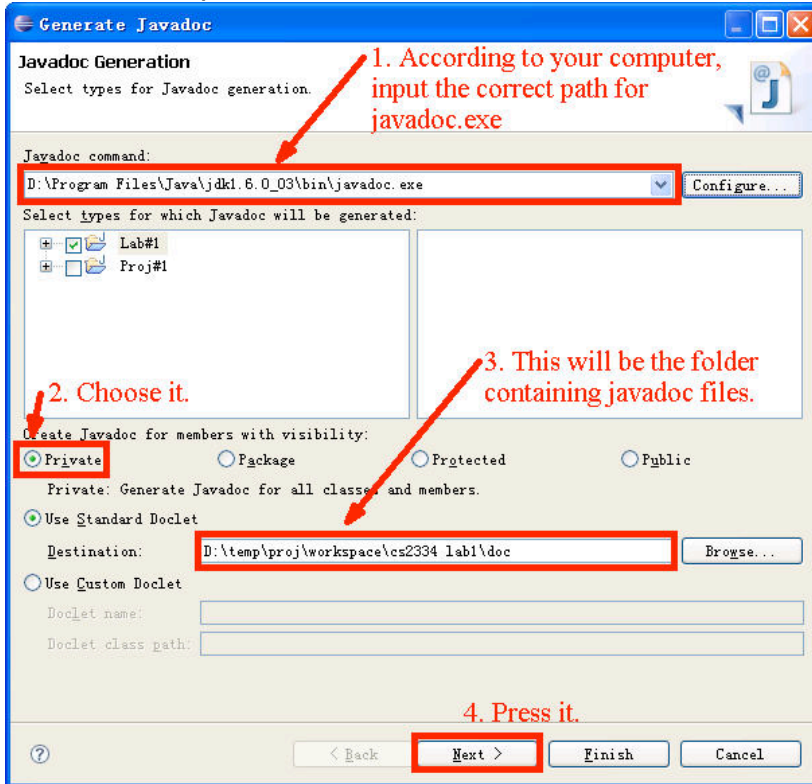 Generate Javadoc
Javadoc Generation
Select types for Javadoc generation.
1. According to your computer,
input the correct path for
javadoc.exe
@
J
Javadoc command:
D:\Program Files\Java\jdk1.6.0_03\bin\javadoc.exe
Configure...
Select types for which Javadoc will be generated:
Lab#1
Proj#1
3. This will be the folder
containing javadoc files.
2. Choose it.
Create Javadoc for members with visibility:
Private Package Protected Public
Private: Generate Javadoc for all classes and members.
Use Standard Doclet
Destination: D:\temp\proj\workspace\cs2334 lab1\doc Browse...
Use Custom Doclet
Doclet name:
Doclet class path:
4. Press it.
? < Back Next > Finish Cancel